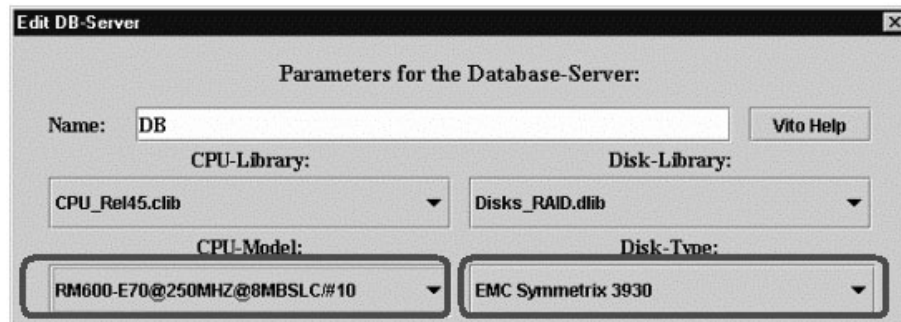 Edit DB-Server
Parameters for the Database-Server:
Name: DB Vito Help
CPU-Library: Disk-Library:
CPU_Rel45.clib Disks_RAID.dlib
CPU-Model: Disk-Type:
RM600-E70@250MHZ@8MBSLC/#10 EMC Symmetrix 3930